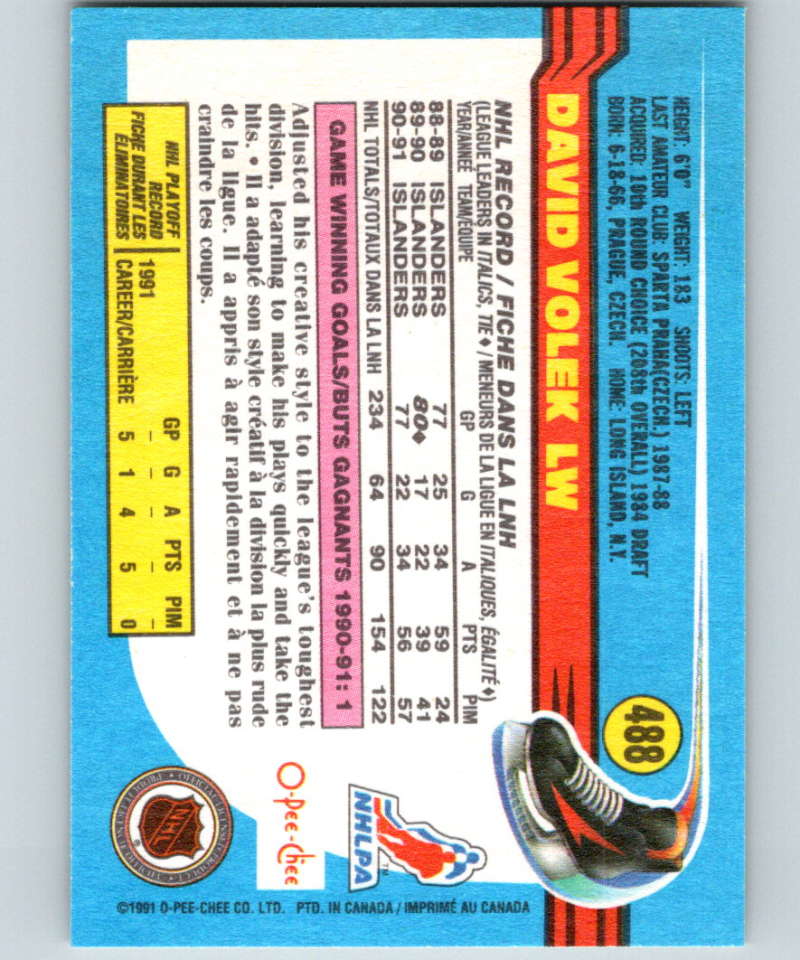 488
HEIGHT: 6'0" WEIGHT: 183 SHOOTS: LEFT
LAST AMATEUR CLUB: SPARTA PRAHA(CZECH.) 1987-88
ACQUIRED: 10th ROUND CHOICE (208th OVERALL) 1984 DRAFT
BORN: 6-18-66, PRAGUE, CZECH. HOME: LONG ISLAND, N.Y.
DAVID VOLEK LW
NHL RECORD / FICHE DANS LA LNH
(LEAGUE LEADERS IN ITALICS, TIE♦ / MENEURS DE LA LIGUE EN ITALIQUES, ÉGALITÉ♦)
YEAR/ANNÉE TEAM/ÉQUIPE GP G A PTS PIM
88-89 ISLANDERS 77 25 34 59 24
89-90 ISLANDERS 80♦ 17 22 39 41
90-91 ISLANDERS 77 22 34 56 57
NHL TOTALS/TOTAUX DANS LA LNH 234 64 90 154 122
GAME WINNING GOALS/BUTS GAGNANTS 1990-91: 1
Adjusted his creative style to the league's toughest
division, learning to make his plays quickly and take the
hits. • Il a adapté son style créatif à la division la plus rude
de la ligue. Il a appris à agir rapidement et à ne pas
craindre les coups.
NHL PLAYOFF
RECORD
FICHE DURANT LES
ÉLIMINATOIRES
GP G A PTS PIM
1991 – – – – –
CAREER/CARRIÈRE 5 1 4 5 0
NHLPA
TM
O-Pee-Chee
NHL
©1991 O-PEE-CHEE CO. LTD. PTD. IN CANADA / IMPRIMÉ AU CANADA